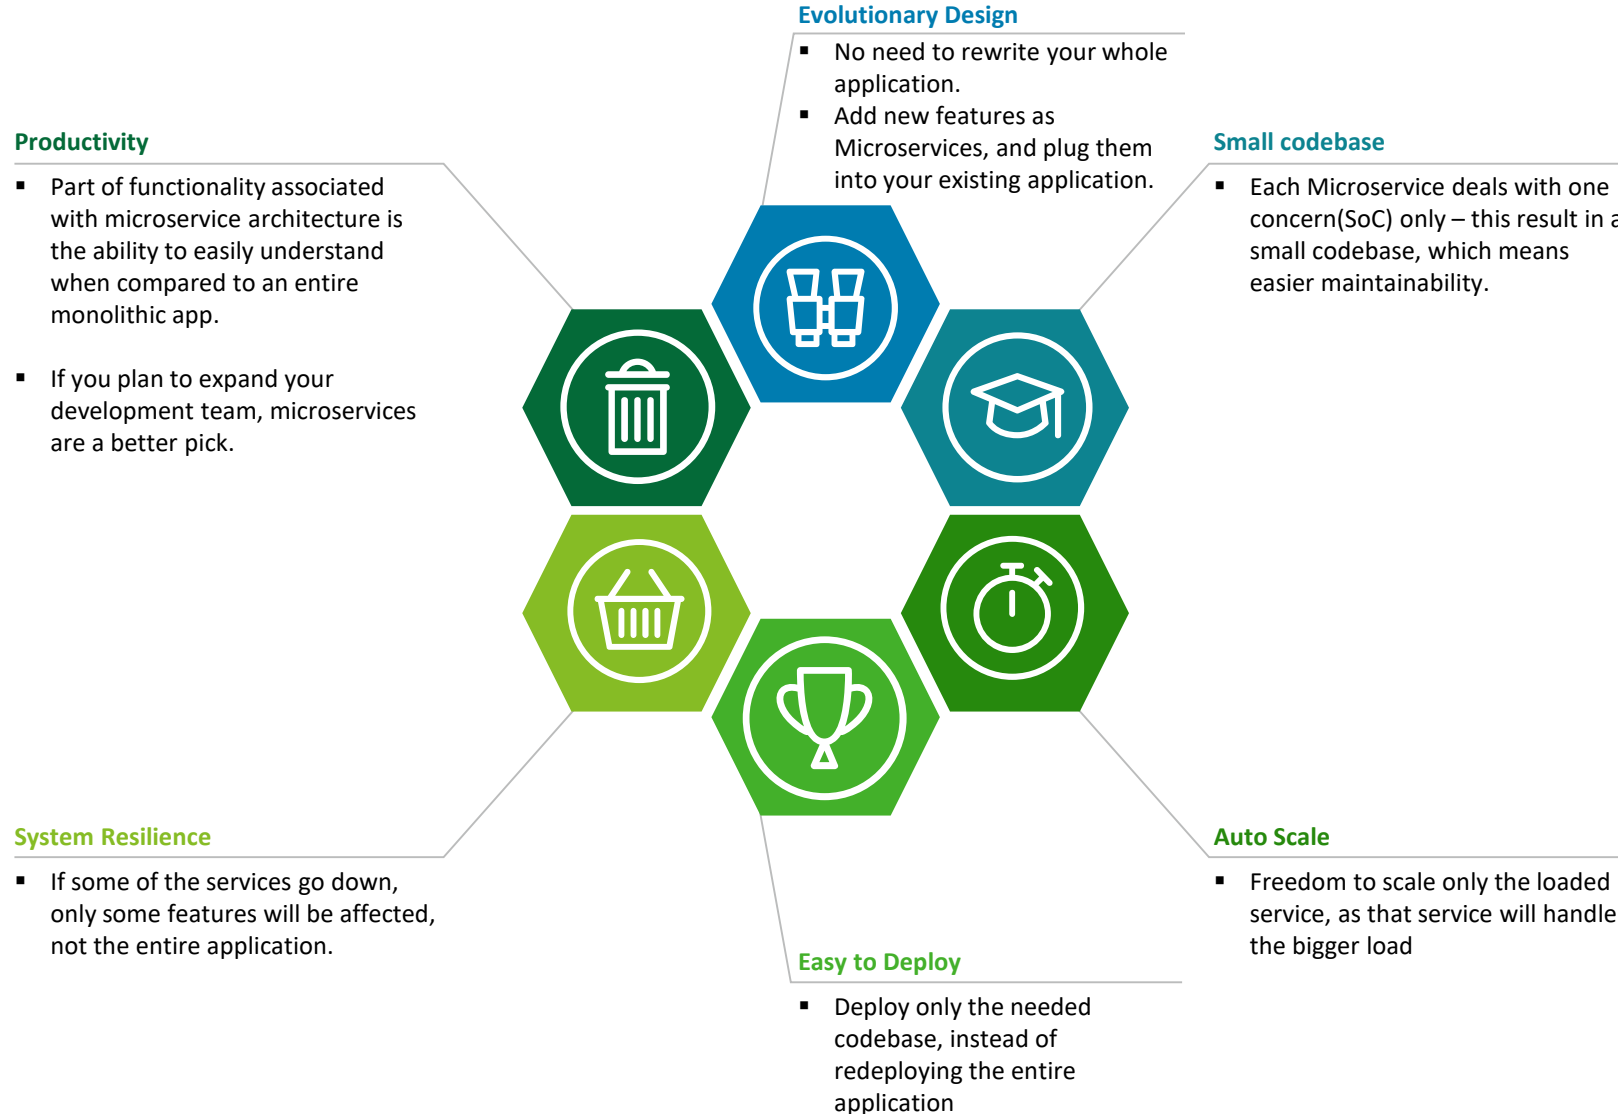 Evolutionary Design
▪ No need to rewrite your whole
application.
▪ Add new features as
Microservices, and plug them
into your existing application.
Productivity
▪ Part of functionality associated
with microservice architecture is
the ability to easily understand
when compared to an entire
monolithic app.
▪ If you plan to expand your
development team, microservices
are a better pick.
Small codebase
▪ Each Microservice deals with one
concern(SoC) only – this result in a
small codebase, which means
easier maintainability.
System Resilience
▪ If some of the services go down,
only some features will be affected,
not the entire application.
Easy to Deploy
▪ Deploy only the needed
codebase, instead of
redeploying the entire
application
Auto Scale
▪ Freedom to scale only the loaded
service, as that service will handle
the bigger load